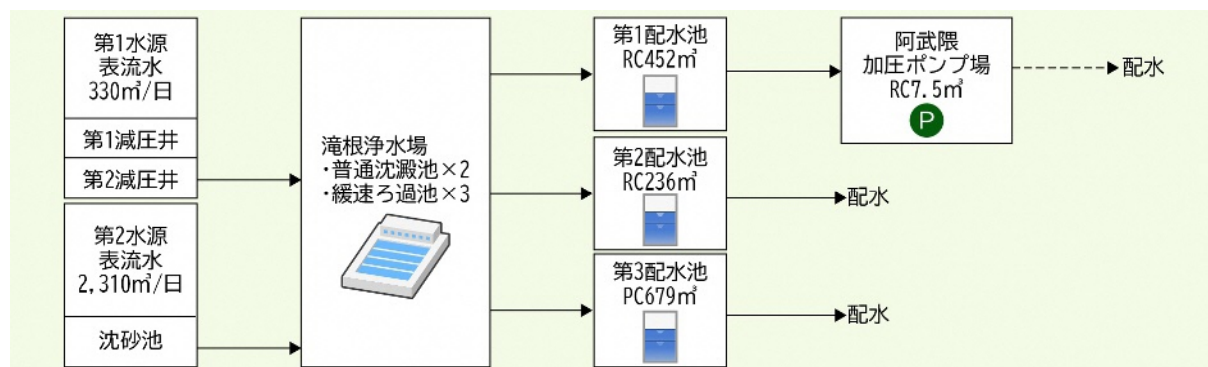 第1水源
表流水
330㎥/日
第1減圧井
第2減圧井
第2水源
表流水
2,310㎥/日
沈砂池
滝根浄水場
・普通沈澱池×2
・緩速ろ過池×3
第1配水池
RC452㎥
第2配水池
RC236㎥
第3配水池
PC679㎥
阿武隈
加圧ポンプ場
RC7.5㎥
P
配水
配水
配水